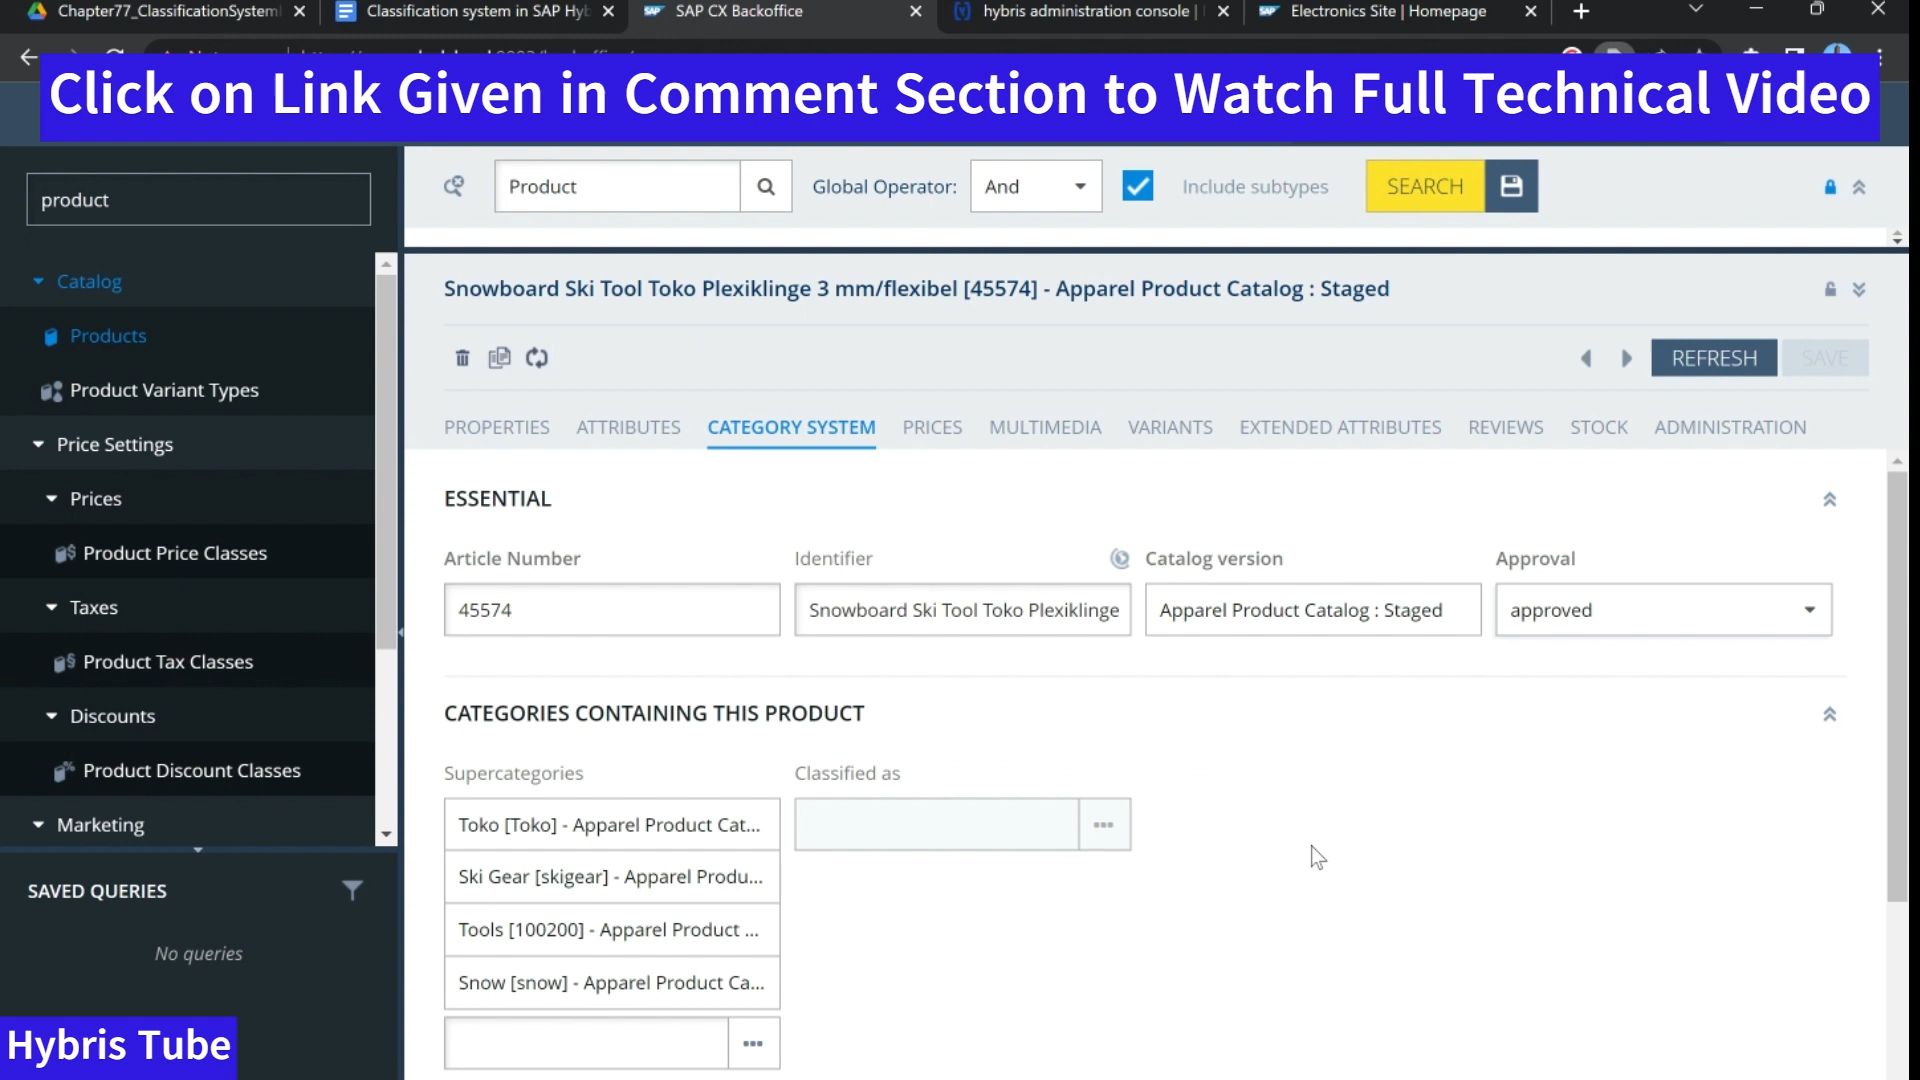 Chapter77_ClassificationSystem
Classification system in SAP Hyb
SAP CX Backoffice
hybris administration console |
Electronics Site | Homepage
Click on Link Given in Comment Section to Watch Full Technical Video
product
Product
Global Operator:
And
Include subtypes
SEARCH
Catalog
Products
Product Variant Types
Price Settings
Prices
Product Price Classes
Taxes
Product Tax Classes
Discounts
Product Discount Classes
Marketing
SAVED QUERIES
No queries
Hybris Tube
Snowboard Ski Tool Toko Plexiklinge 3 mm/flexibel [45574] - Apparel Product Catalog : Staged
REFRESH
SAVE
PROPERTIES
ATTRIBUTES
CATEGORY SYSTEM
PRICES
MULTIMEDIA
VARIANTS
EXTENDED ATTRIBUTES
REVIEWS
STOCK
ADMINISTRATION
ESSENTIAL
Article Number
Identifier
Catalog version
Approval
45574
Snowboard Ski Tool Toko Plexiklinge
Apparel Product Catalog : Staged
approved
CATEGORIES CONTAINING THIS PRODUCT
Supercategories
Classified as
Toko [Toko] - Apparel Product Cat...
Ski Gear [skigear] - Apparel Produ...
Tools [100200] - Apparel Product ...
Snow [snow] - Apparel Product Ca...